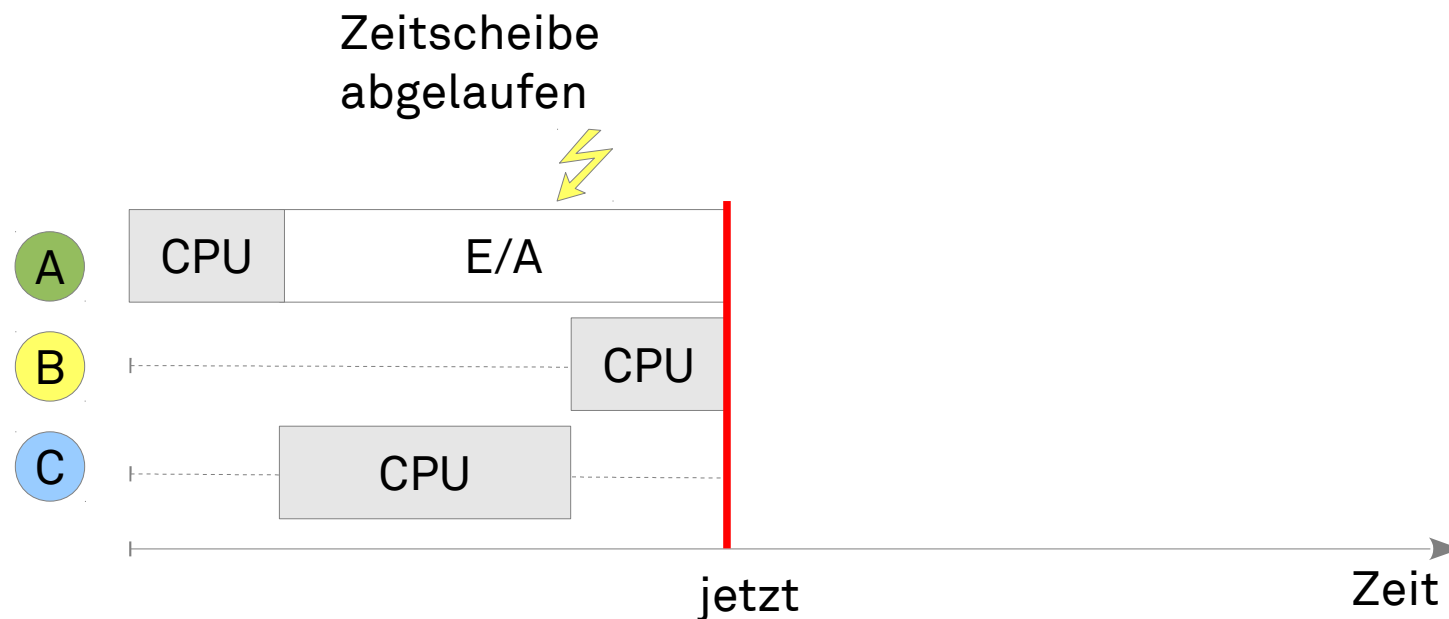 Zeitscheibe
abgelaufen
A
CPU
E/A
B
CPU
C
CPU
jetzt
Zeit